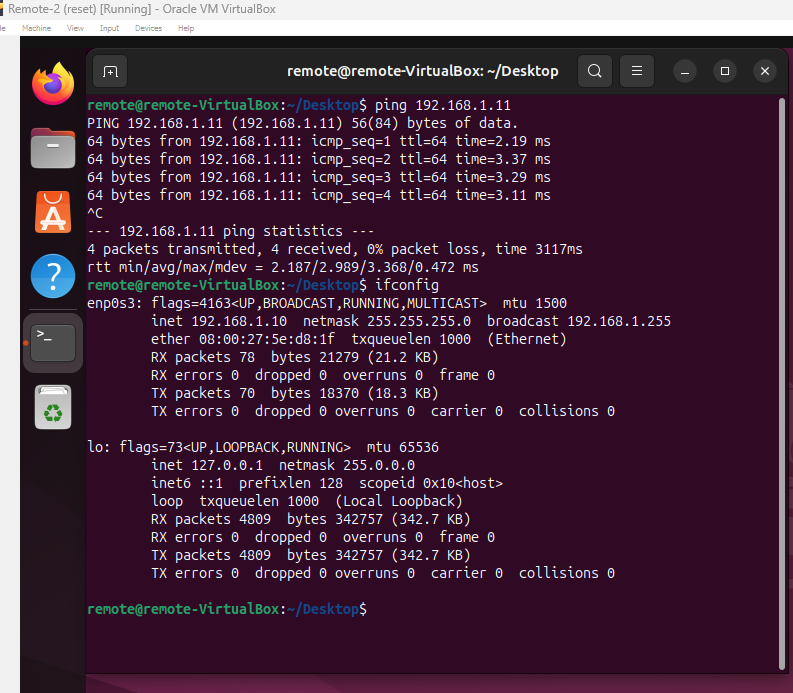 Remote-2 (reset) [Running] - Oracle VM VirtualBox
Machine View Input Devices Help
remote@remote-VirtualBox: ~/Desktop
remote@remote-VirtualBox:~/Desktop$ ping 192.168.1.11
PING 192.168.1.11 (192.168.1.11) 56(84) bytes of data.
64 bytes from 192.168.1.11: icmp_seq=1 ttl=64 time=2.19 ms
64 bytes from 192.168.1.11: icmp_seq=2 ttl=64 time=3.37 ms
64 bytes from 192.168.1.11: icmp_seq=3 ttl=64 time=3.29 ms
64 bytes from 192.168.1.11: icmp_seq=4 ttl=64 time=3.11 ms
^C
--- 192.168.1.11 ping statistics ---
4 packets transmitted, 4 received, 0% packet loss, time 3117ms
rtt min/avg/max/mdev = 2.187/2.989/3.368/0.472 ms
remote@remote-VirtualBox:~/Desktop$ ifconfig
enp0s3: flags=4163<UP,BROADCAST,RUNNING,MULTICAST>  mtu 1500
        inet 192.168.1.10  netmask 255.255.255.0  broadcast 192.168.1.255
        ether 08:00:27:5e:d8:1f  txqueuelen 1000  (Ethernet)
        RX packets 78  bytes 21279 (21.2 KB)
        RX errors 0  dropped 0  overruns 0  frame 0
        TX packets 70  bytes 18370 (18.3 KB)
        TX errors 0  dropped 0 overruns 0  carrier 0  collisions 0

lo: flags=73<UP,LOOPBACK,RUNNING>  mtu 65536
        inet 127.0.0.1  netmask 255.0.0.0
        inet6 ::1  prefixlen 128  scopeid 0x10<host>
        loop  txqueuelen 1000  (Local Loopback)
        RX packets 4809  bytes 342757 (342.7 KB)
        RX errors 0  dropped 0  overruns 0  frame 0
        TX packets 4809  bytes 342757 (342.7 KB)
        TX errors 0  dropped 0 overruns 0  carrier 0  collisions 0

remote@remote-VirtualBox:~/Desktop$